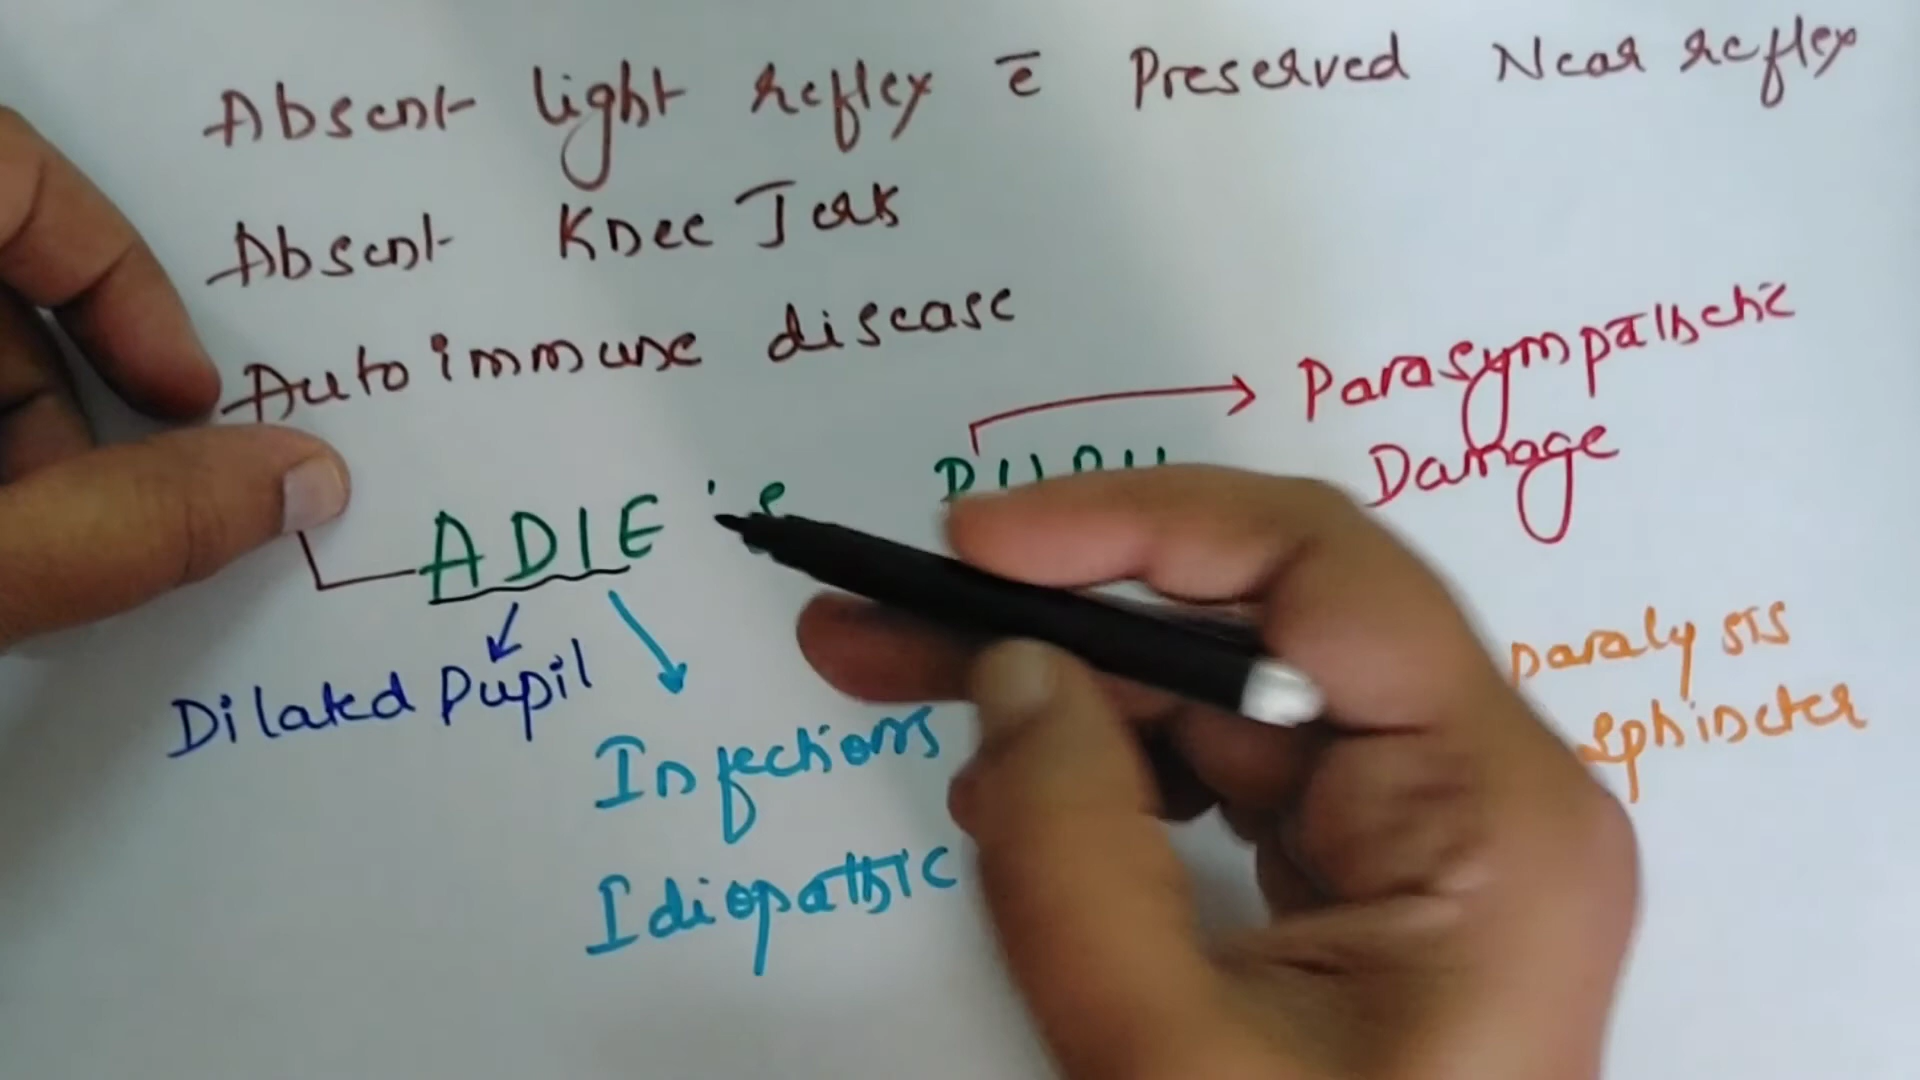 Absent light reflex c̄ Preserved Near reflex
Absent Knee Jerk
Autoimmune disease
Parasympathetic
Damage
ADIE's
Dilated Pupil
paralysis
sphincter
Infections
Idiopathic